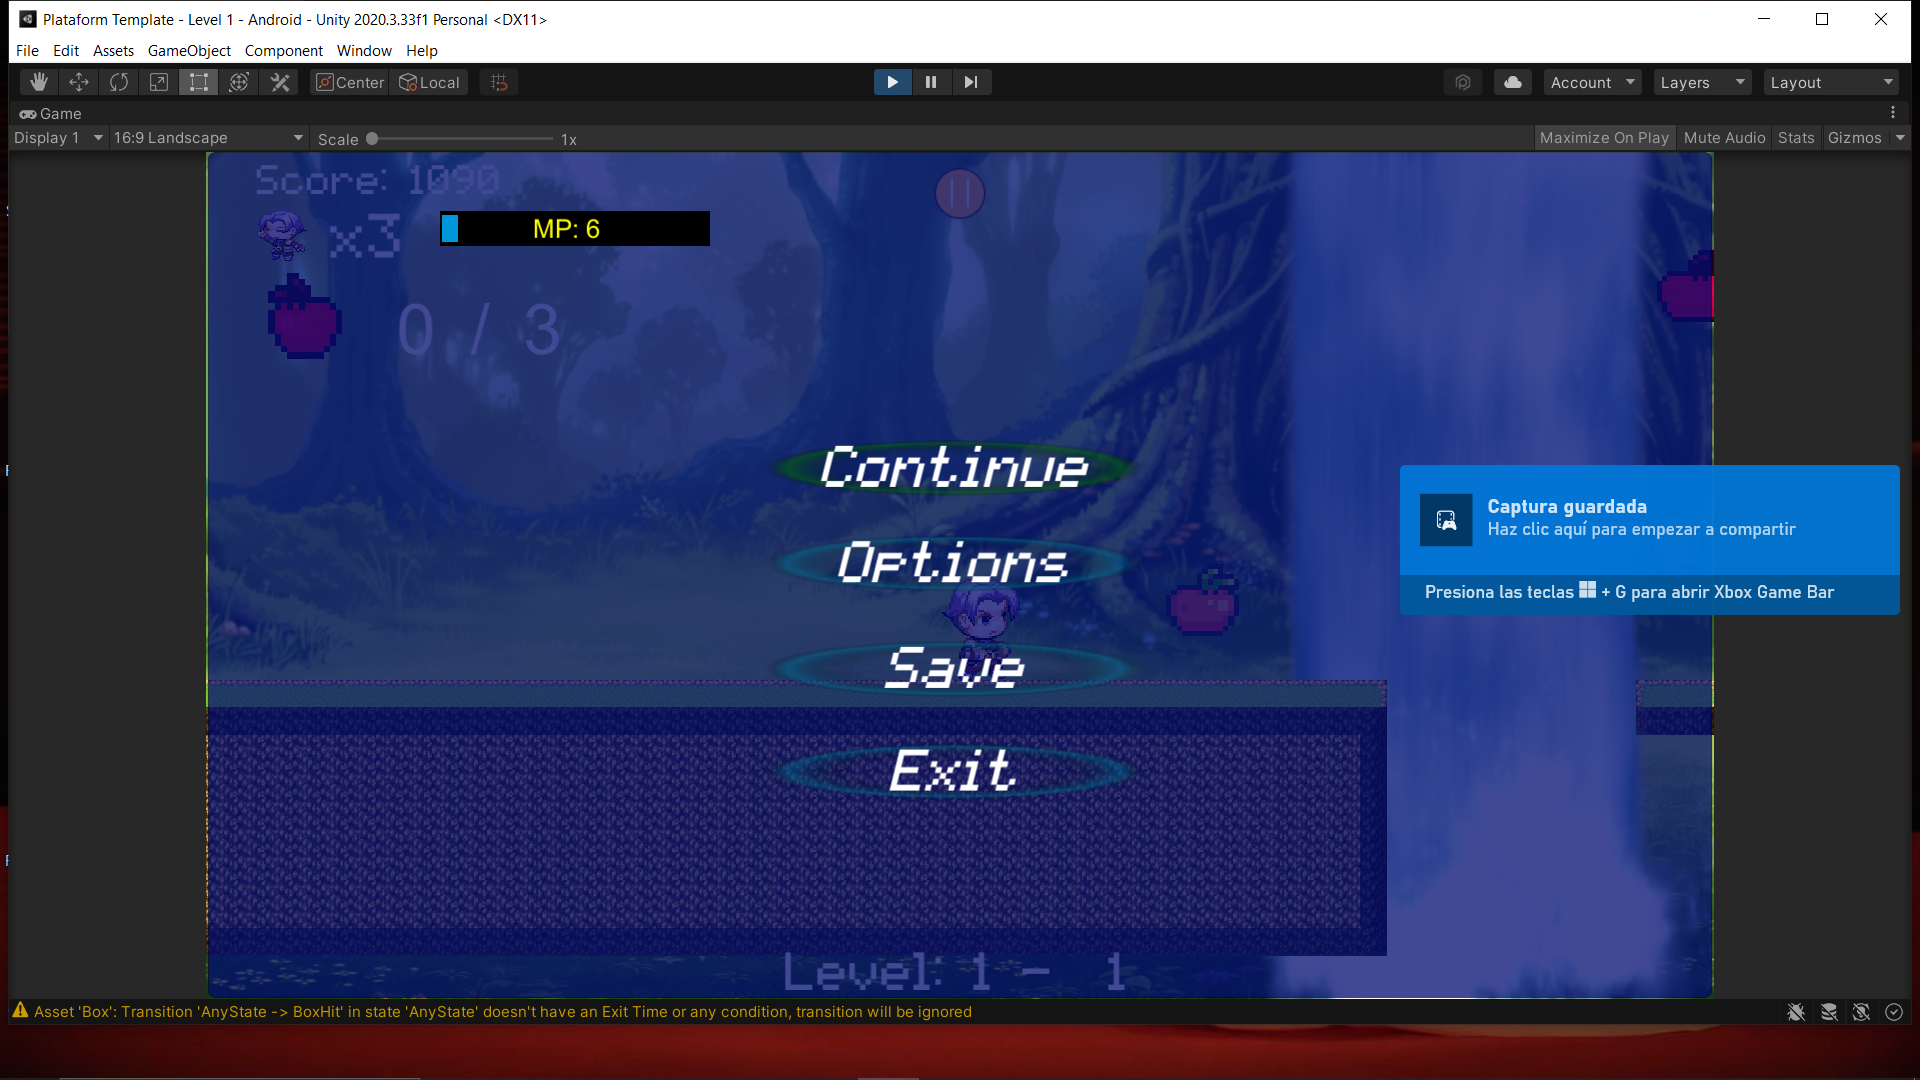 Plataform Template - Level 1 - Android - Unity 2020.3.33f1 Personal <DX11>
File Edit Assets GameObject Component Window Help
Center Local Account Layers Layout
Game
Display 1 16:9 Landscape Scale 1x Maximize On Play Mute Audio Stats Gizmos
Score: 1090
x3 MP: 6
0 / 3
Continue
Options
Save
Exit
Captura guardada
Haz clic aquí para empezar a compartir
Presiona las teclas + G para abrir Xbox Game Bar
Level: 1 - 1
Asset 'Box': Transition 'AnyState -> BoxHit' in state 'AnyState' doesn't have an Exit Time or any condition, transition will be ignored